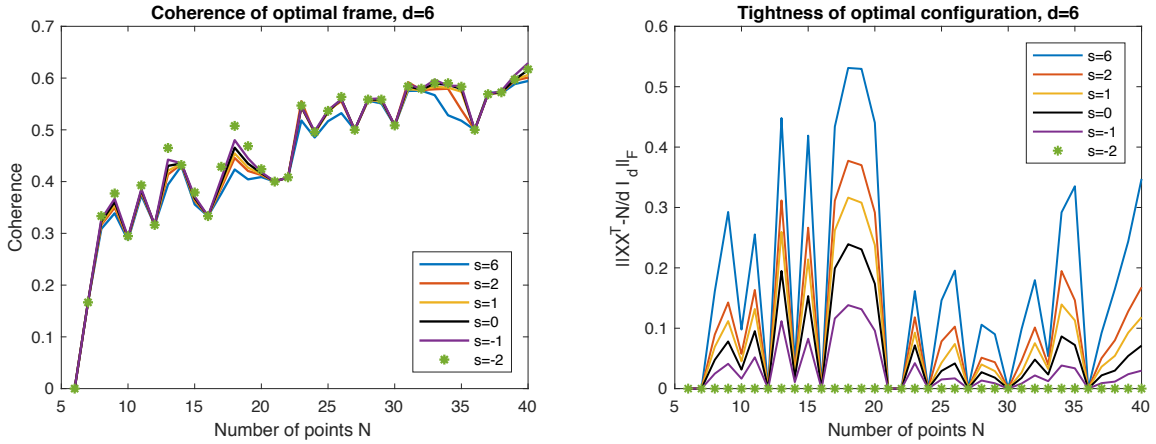 Coherence of optimal frame, d=6
0.7
0.6
0.5
0.4
0.3
0.2
0.1
0
Coherence
5 10 15 20 25 30 35 40
Number of points N
s=6
s=2
s=1
s=0
s=-1
s=-2
Tightness of optimal configuration, d=6
0.6
0.5
0.4
0.3
0.2
0.1
0
||XX^T-N/d I_d||_F
5 10 15 20 25 30 35 40
Number of points N
s=6
s=2
s=1
s=0
s=-1
s=-2